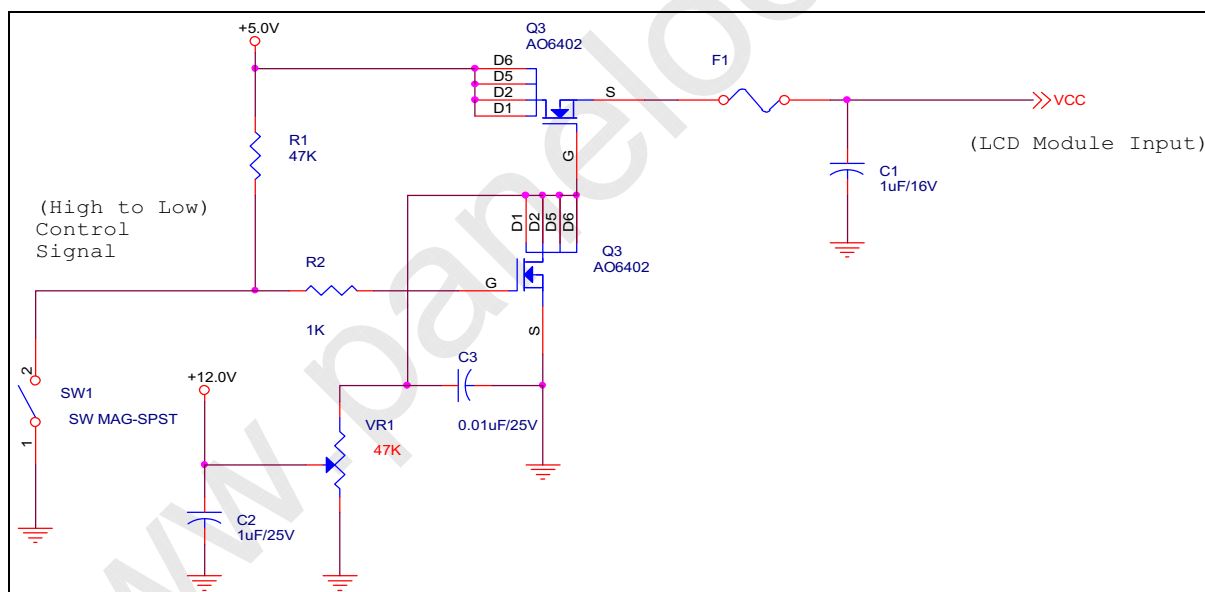 +5.0V
Q3
AO6402
D6
D5
D2
D1
S
G
F1
VCC
(LCD Module Input)
R1
47K
C1
1uF/16V
(High to Low)
Control
Signal
D1
D2
D5
D6
Q3
AO6402
R2
1K
G
S
2
SW1
SW MAG-SPST
1
+12.0V
C3
0.01uF/25V
VR1
47K
C2
1uF/25V
www.paneloo